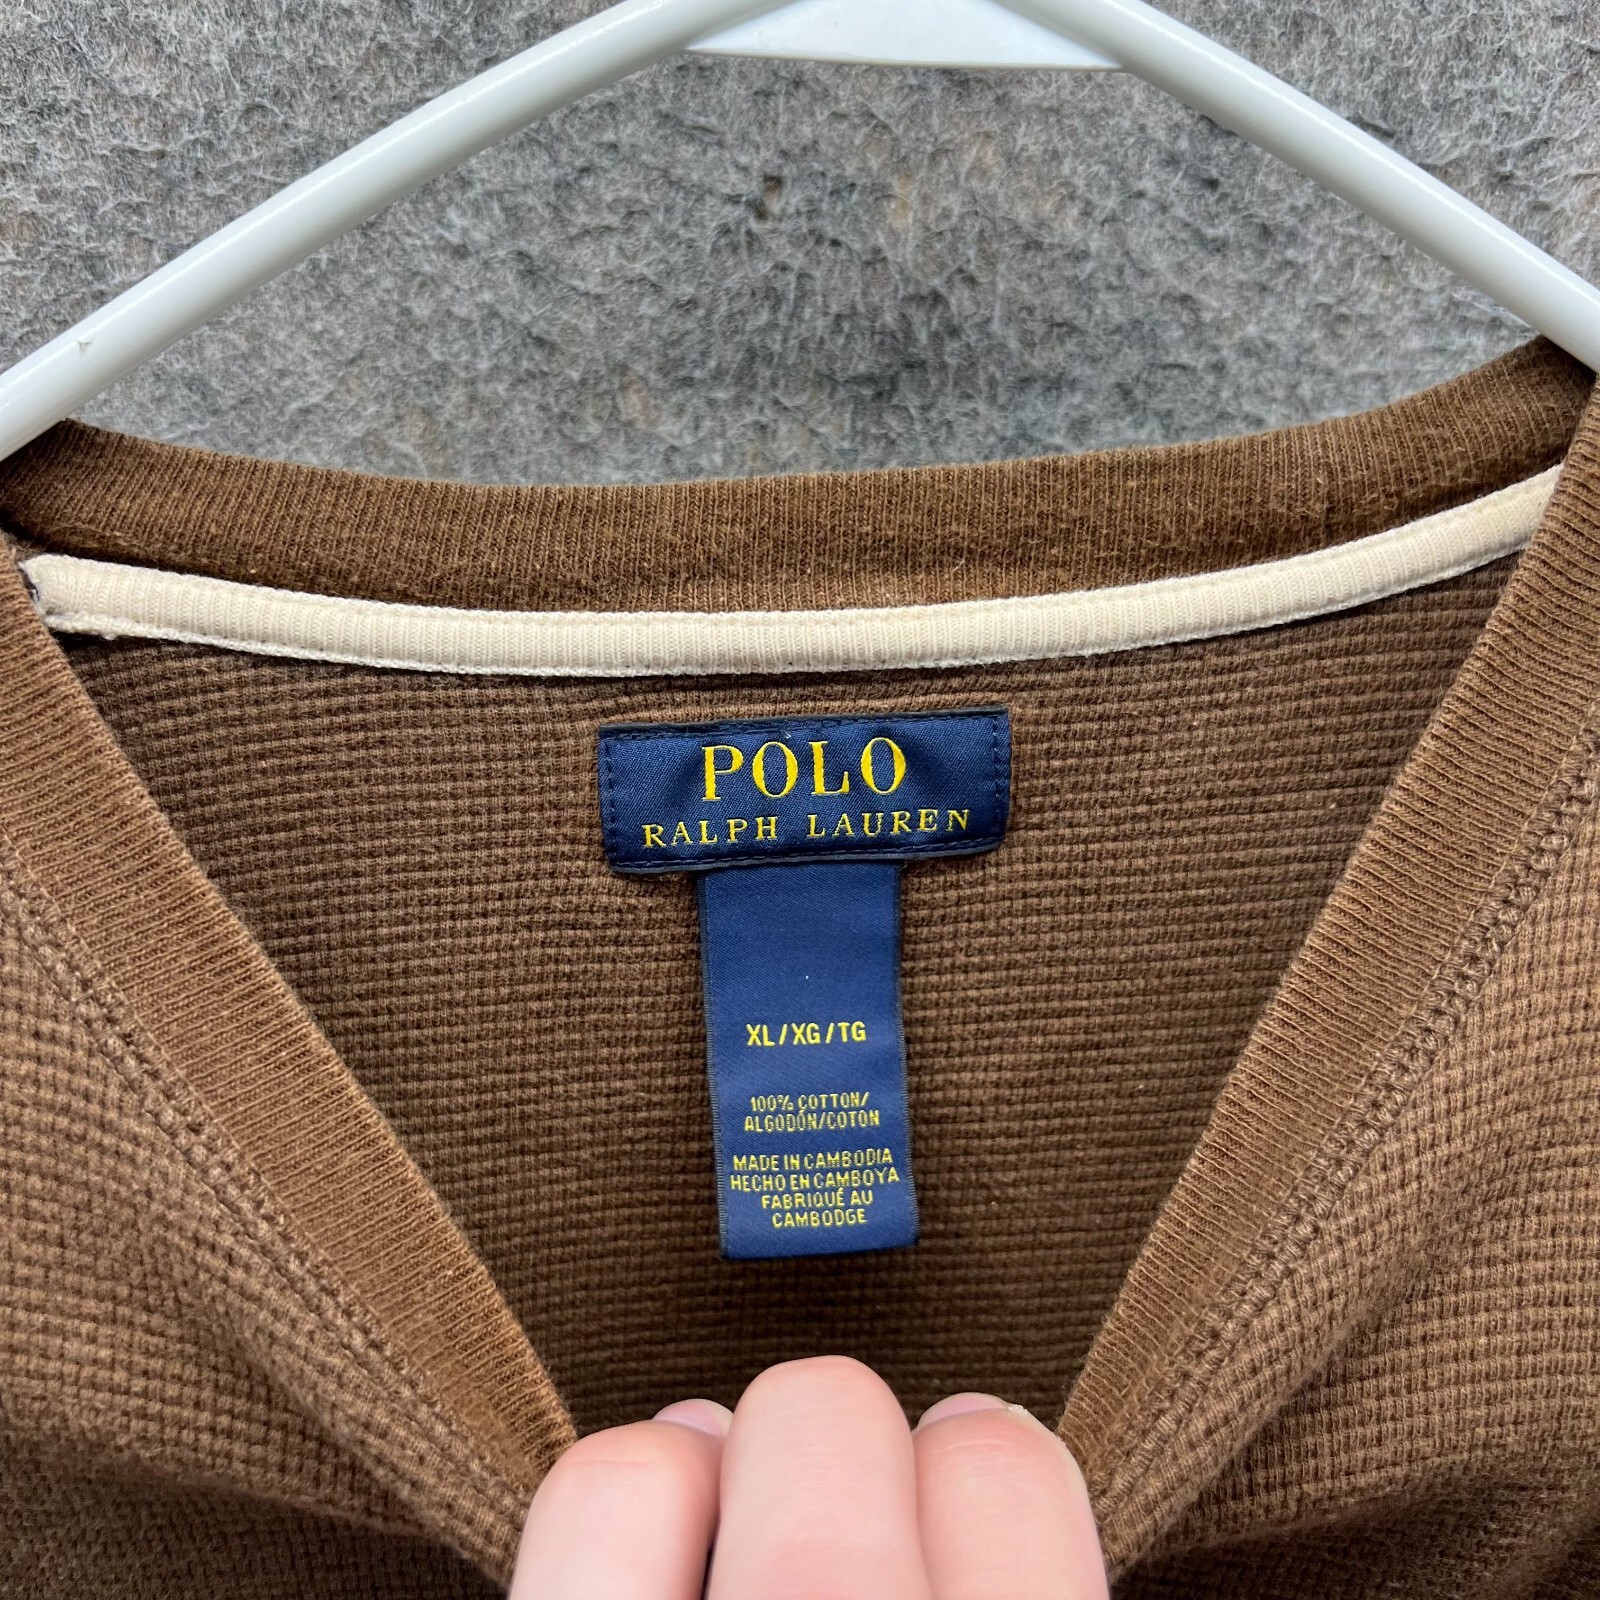 POLO
RALPH LAUREN
XL/XG/TG
100% COTTON/
ALGODÓN/COTON
MADE IN CAMBODIA
HECHO EN CAMBOYA
FABRIQUÉ AU
CAMBODGE